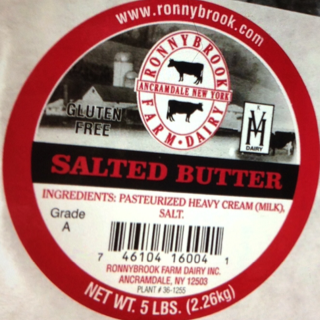 www.ronnybrook.com
RONNYBROOK
ANCRAMDALE NEW YORK
FARM • DAIRY
GLUTEN
FREE
DAIRY
SALTED BUTTER
INGREDIENTS: PASTEURIZED HEAVY CREAM (MILK),
SALT.
Grade
A
7 46104 16004 1
RONNYBROOK FARM DAIRY INC.
ANCRAMDALE, NY 12503
PLANT # 36-1255
NET WT. 5 LBS. (2.26kg)